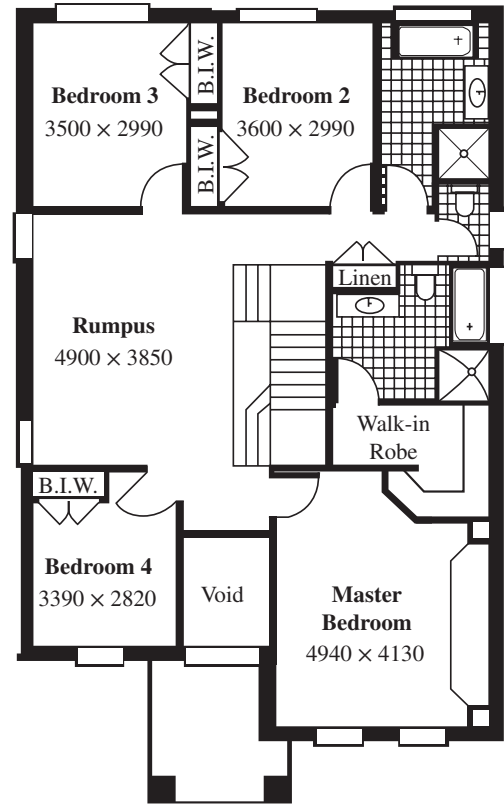 Bedroom 3
3500 × 2990
B.I.W.
Bedroom 2
3600 × 2990
B.I.W.
Linen
Rumpus
4900 × 3850
Walk-in
Robe
B.I.W.
Bedroom 4
3390 × 2820
Void
Master
Bedroom
4940 × 4130